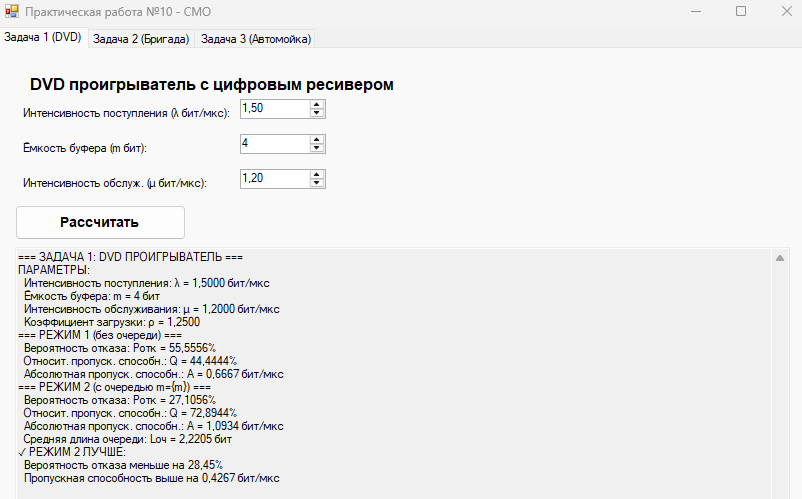 Практическая работа №10 - СМО
Задача 1 (DVD) Задача 2 (Бригада) Задача 3 (Автомойка)
DVD проигрыватель с цифровым ресивером
Интенсивность поступления (λ бит/мкс): 1,50
Ёмкость буфера (m бит): 4
Интенсивность обслуж. (μ бит/мкс): 1,20
Рассчитать
=== ЗАДАЧА 1: DVD ПРОИГРЫВАТЕЛЬ ===
ПАРАМЕТРЫ:
Интенсивность поступления: λ = 1,5000 бит/мкс
Ёмкость буфера: m = 4 бит
Интенсивность обслуживания: μ = 1,2000 бит/мкс
Коэффициент загрузки: ρ = 1,2500
=== РЕЖИМ 1 (без очереди) ===
Вероятность отказа: Pотк = 55,5556%
Относит. пропуск. способн.: Q = 44,4444%
Абсолютная пропуск. способн.: A = 0,6667 бит/мкс
=== РЕЖИМ 2 (с очередью m={m}) ===
Вероятность отказа: Pотк = 27,1056%
Относит. пропуск. способн.: Q = 72,8944%
Абсолютная пропуск. способн.: A = 1,0934 бит/мкс
Средняя длина очереди: Lоч = 2,2205 бит
✓ РЕЖИМ 2 ЛУЧШЕ:
Вероятность отказа меньше на 28,45%
Пропускная способность выше на 0,4267 бит/мкс